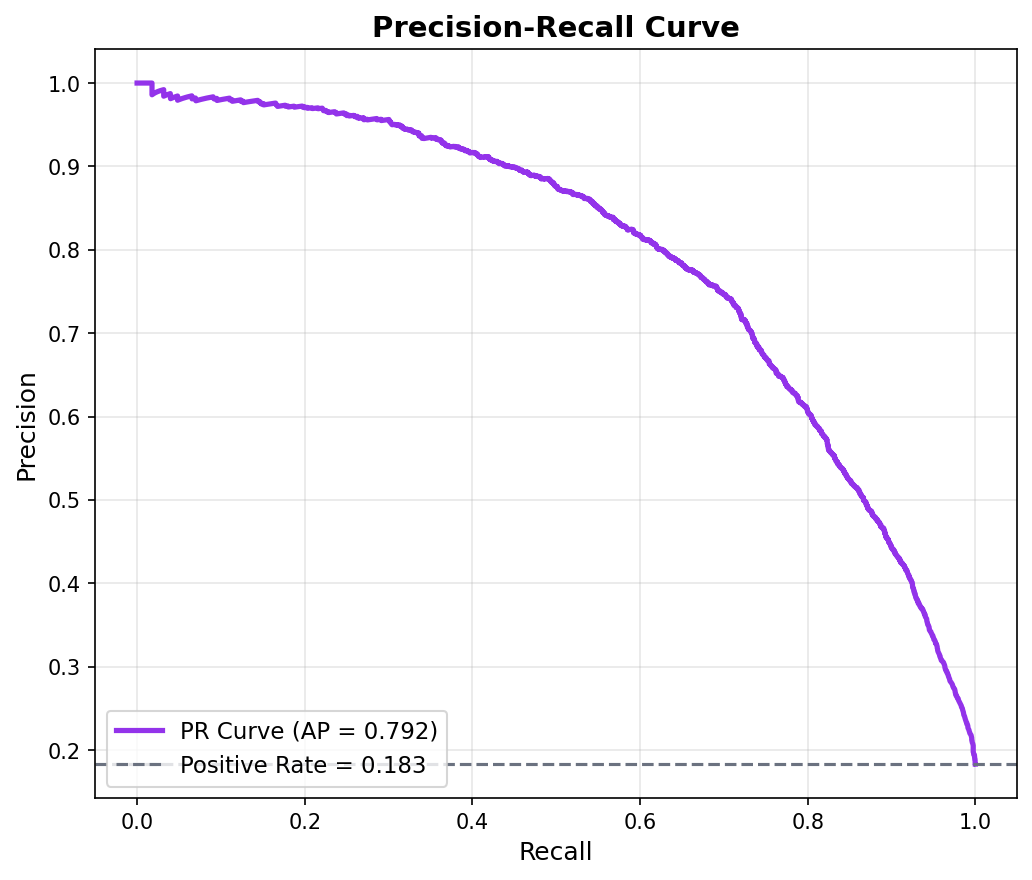 Precision-Recall Curve
Precision
1.0
0.9
0.8
0.7
0.6
0.5
0.4
0.3
0.2
PR Curve (AP = 0.792)
Positive Rate = 0.183
0.0 0.2 0.4 0.6 0.8 1.0
Recall